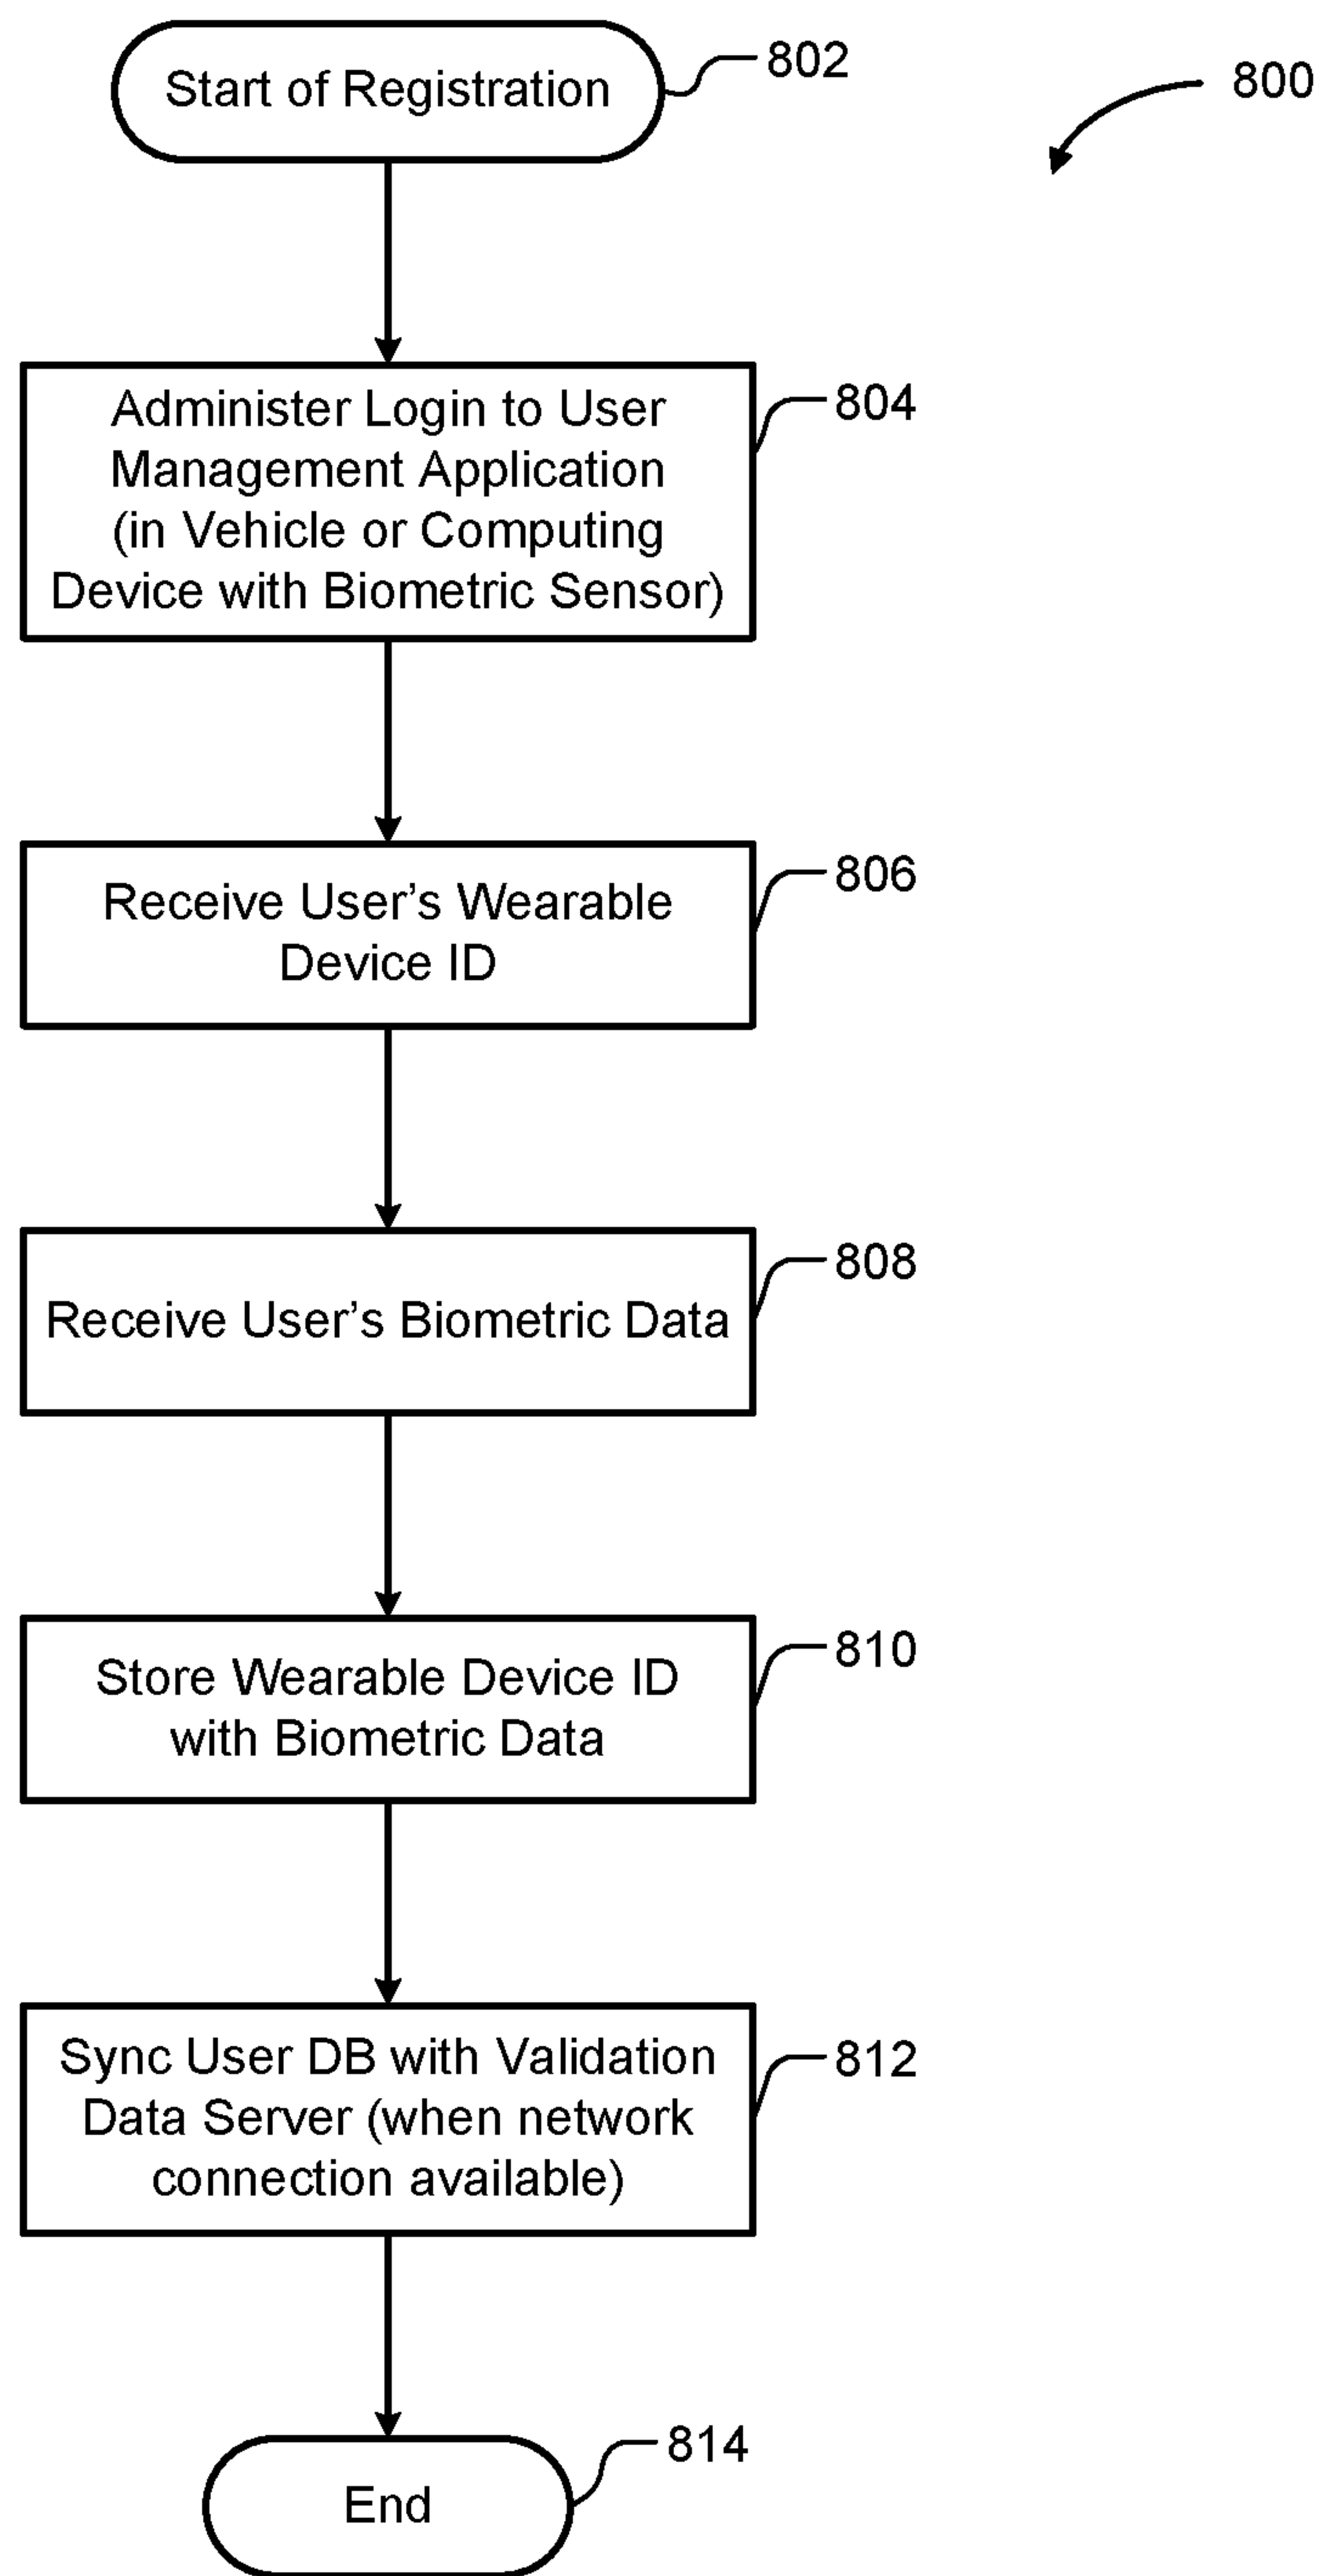 Start of Registration
802
800
Administer Login to User
Management Application
(in Vehicle or Computing
Device with Biometric Sensor)
804
Receive User’s Wearable
Device ID
806
Receive User’s Biometric Data
808
Store Wearable Device ID
with Biometric Data
810
Sync User DB with Validation
Data Server (when network
connection available)
812
End
814